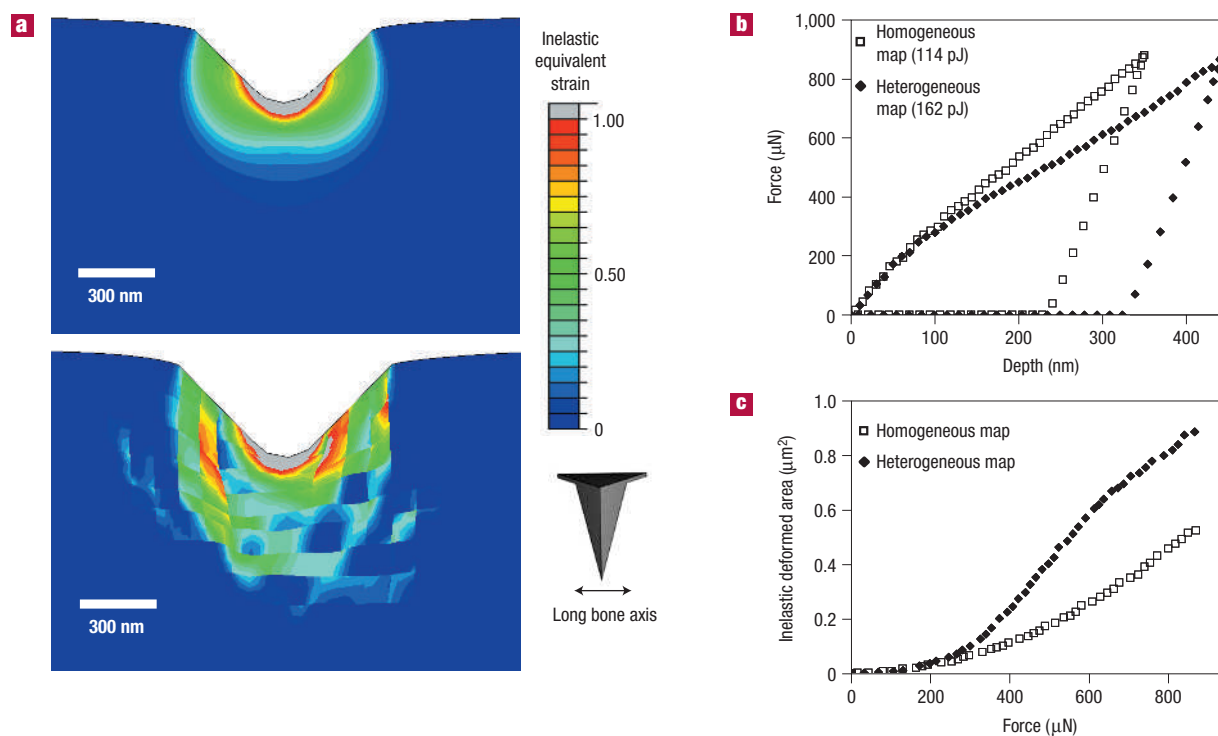 a
Inelastic
equivalent
strain
1.00
0.50
0
300 nm
300 nm
Long bone axis
b
1,000
800
600
400
200
0
Force (μN)
Homogeneous
map (114 pJ)
Heterogeneous
map (162 pJ)
0
100
200
300
400
Depth (nm)
c
1.0
0.8
0.6
0.4
0.2
0
Inelastic deformed area (μm²)
Homogeneous map
Heterogeneous map
0
200
400
600
800
Force (μN)